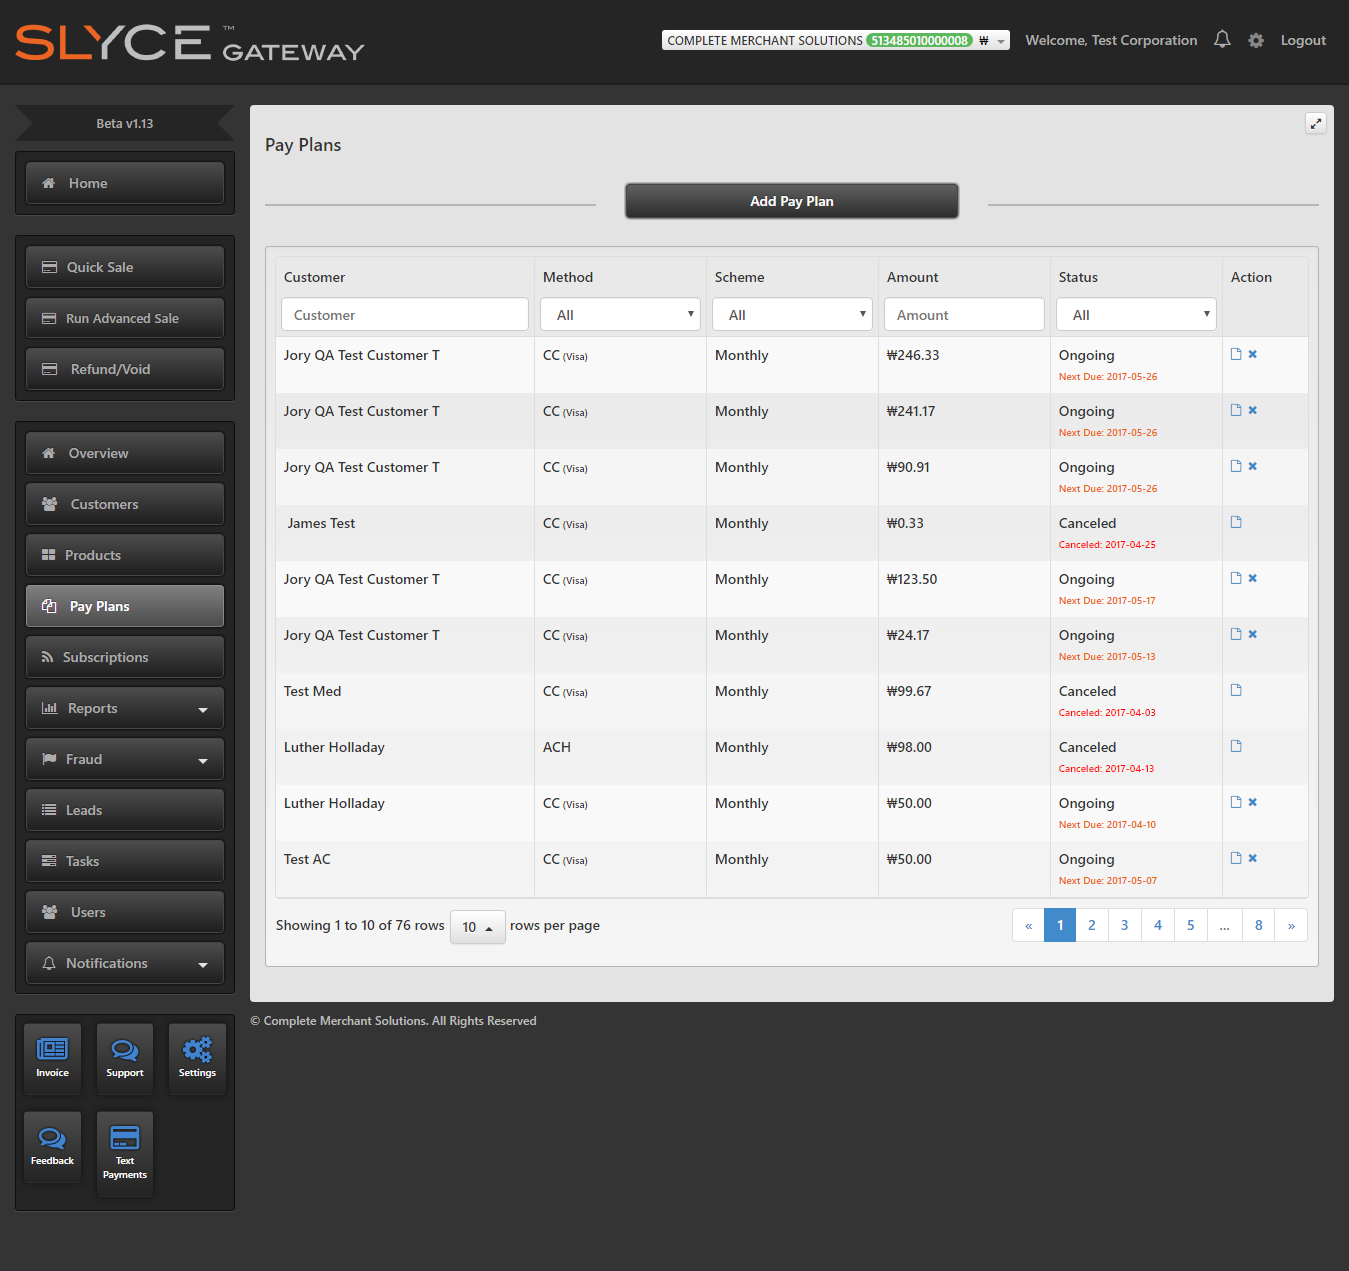 SLYCE ™ GATEWAY
COMPLETE MERCHANT SOLUTIONS 513485010000008 ₩
Welcome, Test Corporation
Logout
Beta v1.13
Home
Quick Sale
Run Advanced Sale
Refund/Void
Overview
Customers
Products
Pay Plans
Subscriptions
Reports
Fraud
Leads
Tasks
Users
Notifications
Invoice
Support
Settings
Feedback
Text
Payments
Pay Plans
Add Pay Plan
Customer Method Scheme Amount Status Action
Customer All All Amount All
Jory QA Test Customer T CC (Visa) Monthly ₩246.33 Ongoing
Next Due: 2017-05-26
Jory QA Test Customer T CC (Visa) Monthly ₩241.17 Ongoing
Next Due: 2017-05-26
Jory QA Test Customer T CC (Visa) Monthly ₩90.91 Ongoing
Next Due: 2017-05-26
James Test CC (Visa) Monthly ₩0.33 Canceled
Canceled: 2017-04-25
Jory QA Test Customer T CC (Visa) Monthly ₩123.50 Ongoing
Next Due: 2017-05-17
Jory QA Test Customer T CC (Visa) Monthly ₩24.17 Ongoing
Next Due: 2017-05-13
Test Med CC (Visa) Monthly ₩99.67 Canceled
Canceled: 2017-04-03
Luther Holladay ACH Monthly ₩98.00 Canceled
Canceled: 2017-04-13
Luther Holladay CC (Visa) Monthly ₩50.00 Ongoing
Next Due: 2017-04-10
Test AC CC (Visa) Monthly ₩50.00 Ongoing
Next Due: 2017-05-07
Showing 1 to 10 of 76 rows 10 rows per page
« 1 2 3 4 5 ... 8 »
© Complete Merchant Solutions. All Rights Reserved